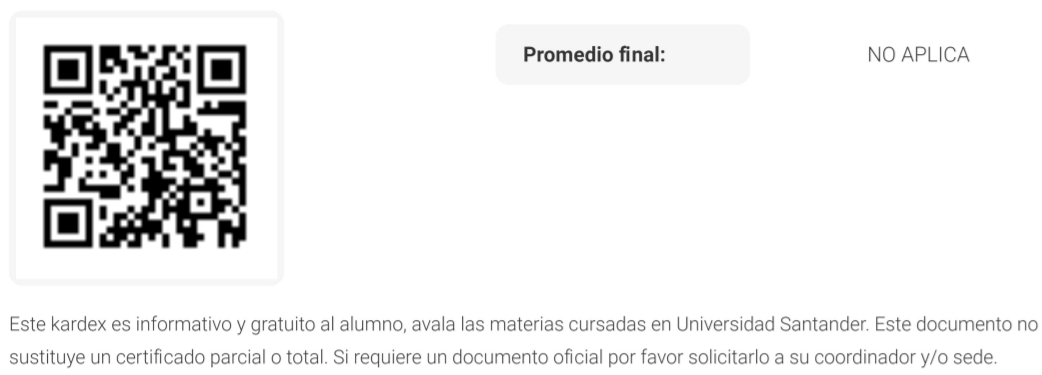 Promedio final: NO APLICA
Este kardex es informativo y gratuito al alumno, avala las materias cursadas en Universidad Santander. Este documento no
sustituye un certificado parcial o total. Si requiere un documento oficial por favor solicitarlo a su coordinador y/o sede.